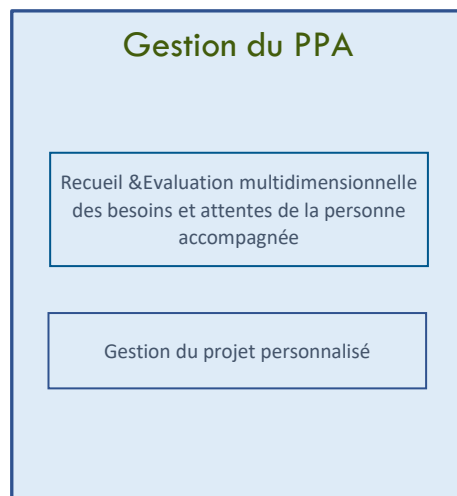 Gestion du PPA
Recueil &Evaluation multidimensionnelle
des besoins et attentes de la personne
accompagnée
Gestion du projet personnalisé